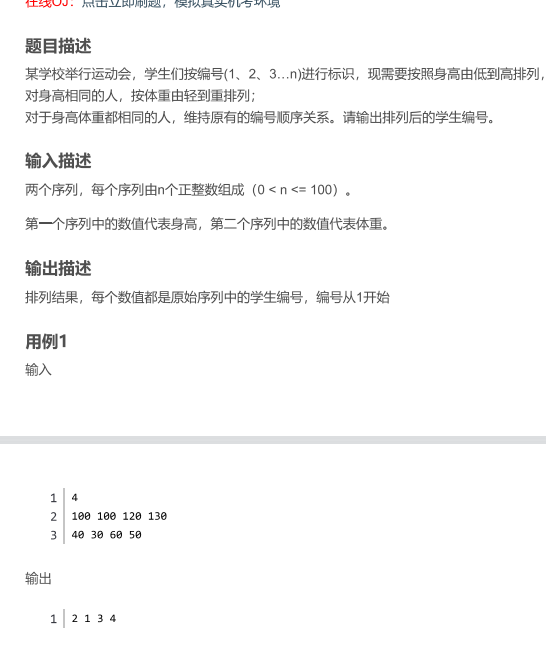 在线OJ：点击立即刷题，模拟真实机考环境
题目描述
某学校举行运动会，学生们按编号(1、2、3…n)进行标识，现需要按照身高由低到高排列，
对身高相同的人，按体重由轻到重排列；
对于身高体重都相同的人，维持原有的编号顺序关系。请输出排列后的学生编号。
输入描述
两个序列，每个序列由n个正整数组成（0 < n <= 100）。
第一个序列中的数值代表身高，第二个序列中的数值代表体重。
输出描述
排列结果，每个数值都是原始序列中的学生编号，编号从1开始
用例1
输入
1 4
2 100 100 120 130
3 40 30 60 50
输出
1 2 1 3 4